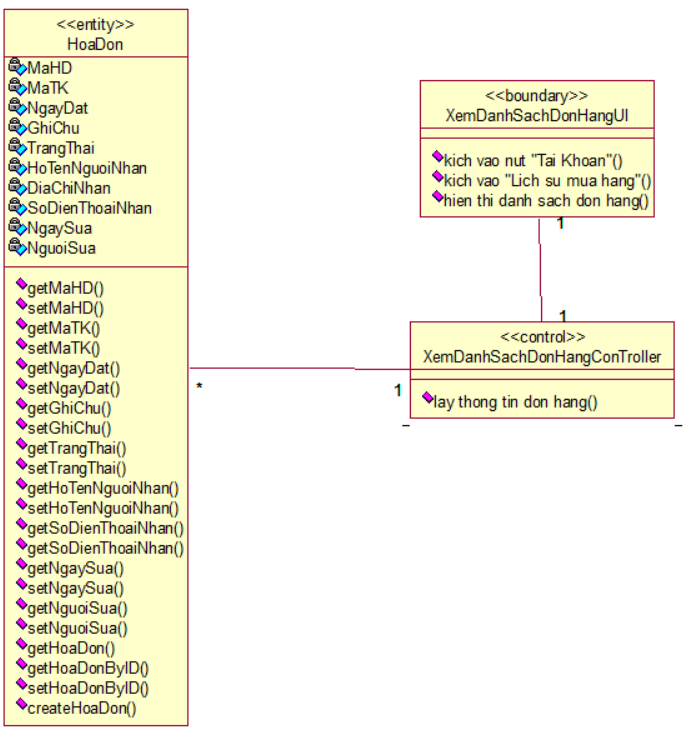 <<entity>>
HoaDon
MaHD
MaTK
NgayDat
GhiChu
TrangThai
HoTenNguoiNhan
DiaChiNhan
SoDienThoaiNhan
NgaySua
NguoiSua
getMaHD()
setMaHD()
getMaTK()
setMaTK()
getNgayDat()
setNgayDat()
getGhiChu()
setGhiChu()
getTrangThai()
setTrangThai()
getHoTenNguoiNhan()
setHoTenNguoiNhan()
getSoDienThoaiNhan()
getSoDienThoaiNhan()
getNgaySua()
setNgaySua()
getNguoiSua()
setNguoiSua()
getHoaDon()
getHoaDonByID()
setHoaDonByID()
createHoaDon()
*
1
<<boundary>>
XemDanhSachDonHangUI
kich vao nut "Tai Khoan"()
kich vao "Lich su mua hang"()
hien thi danh sach don hang()
1
1
<<control>>
XemDanhSachDonHangConTroller
lay thong tin don hang()